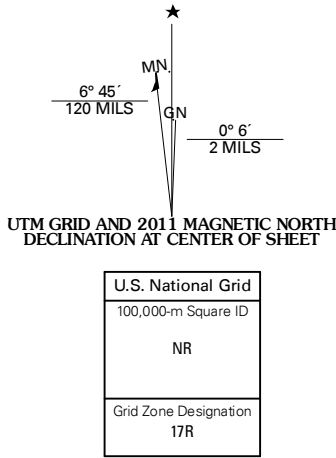 ★
MN.
6° 45´
120 MILS
GN
0° 6´
2 MILS
UTM GRID AND 2011 MAGNETIC NORTH
DECLINATION AT CENTER OF SHEET
U.S. National Grid
100,000-m Square ID
NR
Grid Zone Designation
17R